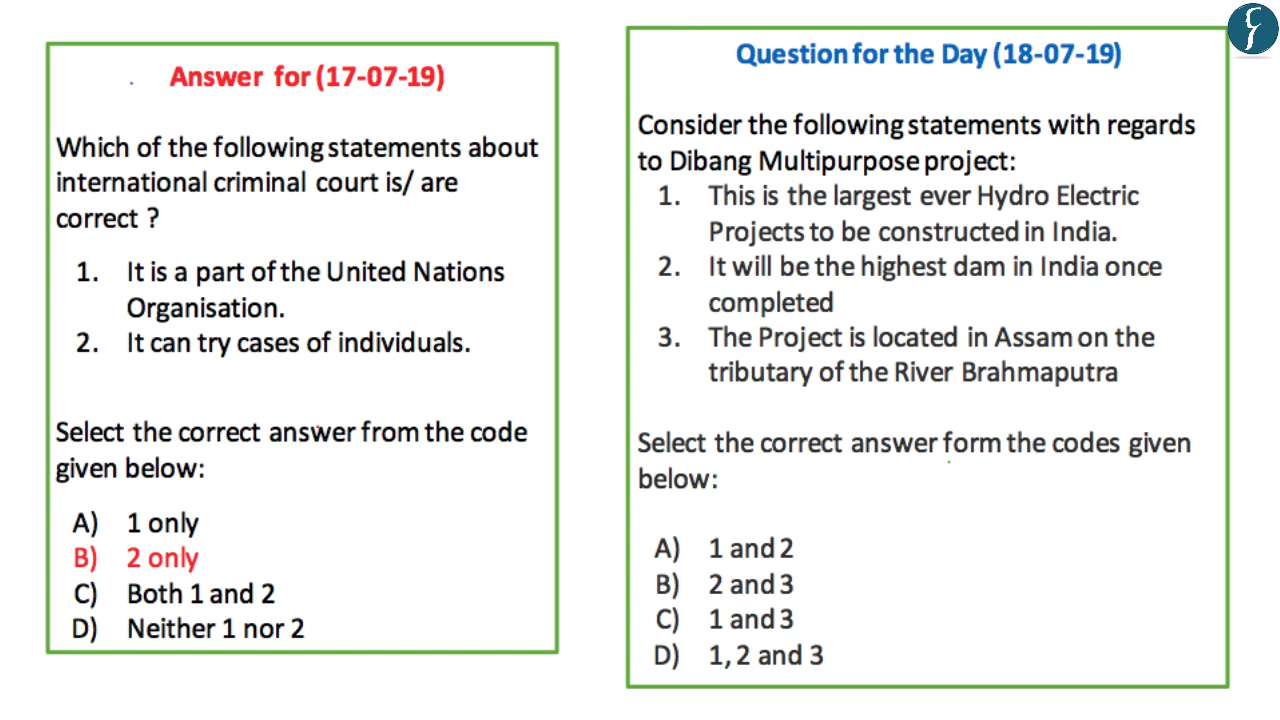 Answer for (17-07-19)
Which of the following statements about
international criminal court is/ are
correct ?
1. It is a part of the United Nations
Organisation.
2. It can try cases of individuals.
Select the correct answer from the code
given below:
A) 1 only
B) 2 only
C) Both 1 and 2
D) Neither 1 nor 2
Question for the Day (18-07-19)
Consider the following statements with regards
to Dibang Multipurpose project:
1. This is the largest ever Hydro Electric
Projects to be constructed in India.
2. It will be the highest dam in India once
completed
3. The Project is located in Assam on the
tributary of the River Brahmaputra
Select the correct answer form the codes given
below:
A) 1 and 2
B) 2 and 3
C) 1 and 3
D) 1, 2 and 3